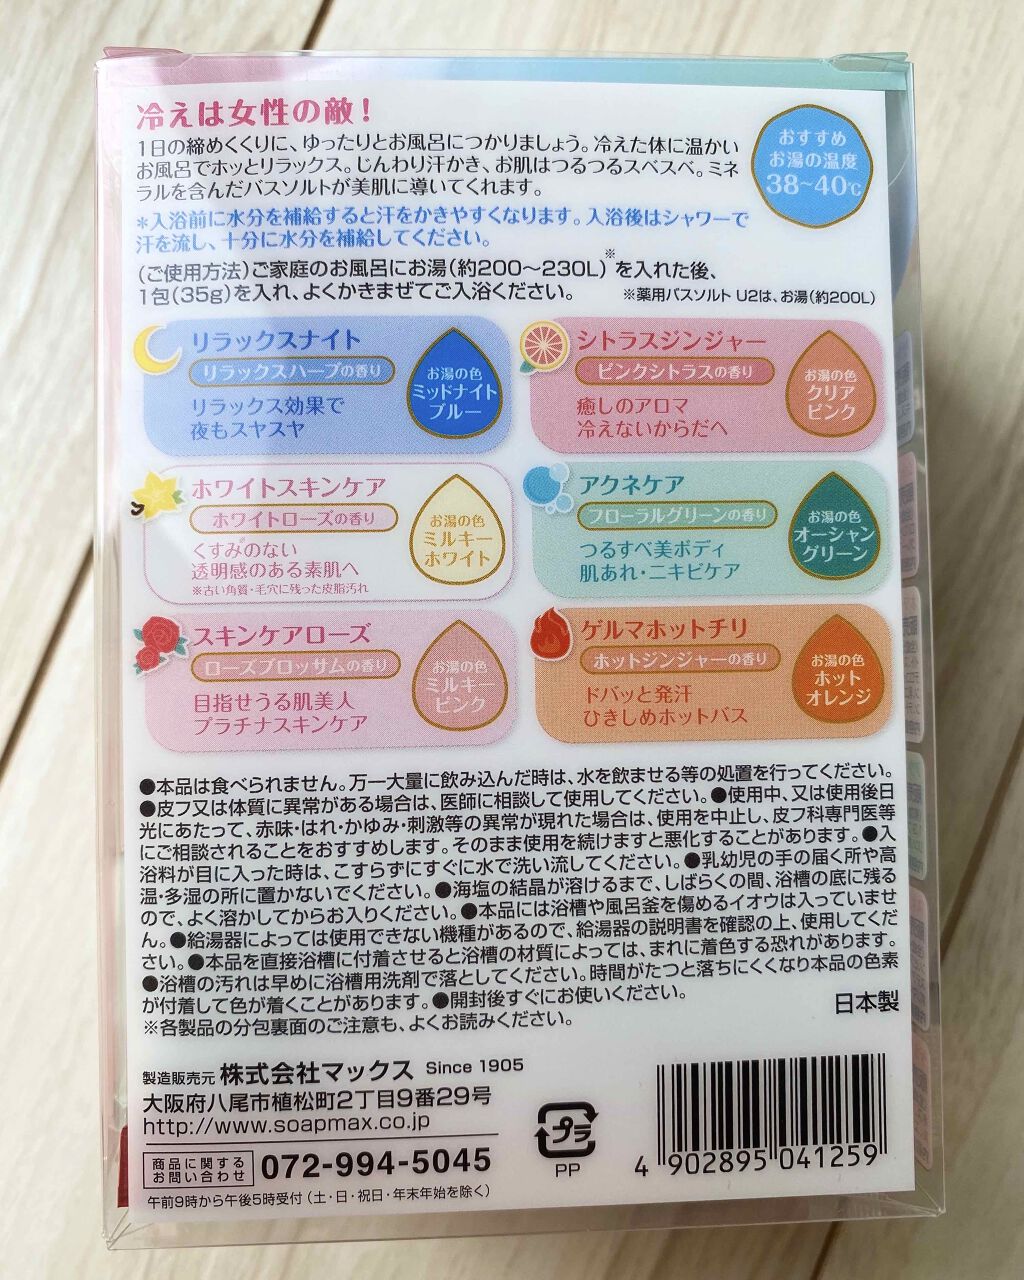 冷えは女性の敵！
1日の締めくくりに、ゆったりとお風呂につかりましょう。冷えた体に温かい
お風呂でホッとリラックス。じんわり汗かき、お肌はつるつるスベスベ。ミネ
ラルを含んだバスソルトが美肌に導いてくれます。
*入浴前に水分を補給すると汗をかきやすくなります。入浴後はシャワーで
汗を流し、十分に水分を補給してください。
おすすめ
お湯の温度
38~40℃
(ご使用方法)ご家庭のお風呂にお湯(約200〜230L)※を入れた後、
1包(35g)を入れ、よくかきまぜてご入浴ください。
※薬用バスソルト U2は、お湯(約200L)
リラックスナイト
リラックスハーブの香り
リラックス効果で
夜もスヤスヤ
お湯の色
ミッドナイト
ブルー
シトラスジンジャー
ピンクシトラスの香り
癒しのアロマ
冷えないからだへ
お湯の色
クリア
ピンク
ホワイトスキンケア
ホワイトローズの香り
くすみ※のない
透明感のある素肌へ
※古い角質・毛穴に残った皮脂汚れ
お湯の色
ミルキー
ホワイト
アクネケア
フローラルグリーンの香り
つるすべ美ボディ
肌あれ・ニキビケア
お湯の色
オーシャン
グリーン
スキンケアローズ
ローズブロッサムの香り
目指せうる肌美人
プラチナスキンケア
お湯の色
ミルキー
ピンク
ゲルマホットチリ
ホットジンジャーの香り
ドバッと発汗
ひきしめホットバス
お湯の色
ホット
オレンジ
●本品は食べられません。万一大量に飲み込んだ時は、水を飲ませる等の処置を行ってください。
●皮フ又は体質に異常がある場合は、医師に相談して使用してください。●使用中、又は使用後日
光にあたって、赤味・はれ・かゆみ・刺激等の異常が現れた場合は、使用を中止し、皮フ科専門医等
にご相談されることをおすすめします。そのまま使用を続けますと悪化することがあります。●入
浴料が目に入った時は、こすらずにすぐに水で洗い流してください。●乳幼児の手の届く所や高
温・多湿の所に置かないでください。●海塩の結晶が溶けるまで、しばらくの間、浴槽の底に残る
ので、よく溶かしてからお入りください。●本品には浴槽や風呂釜を傷めるイオウは入っていませ
ん。●給湯器によっては使用できない機種があるので、給湯器の説明書を確認の上、使用してくだ
さい。●本品を直接浴槽に付着させると浴槽の材質によっては、まれに着色する恐れがあります。
●浴槽の汚れは早めに浴槽用洗剤で落としてください。時間がたつと落ちにくくなり本品の色素
が付着して色が着くことがあります。●開封後すぐにお使いください。
※各製品の分包裏面のご注意も、よくお読みください。
日本製
製造販売元 株式会社マックス Since 1905
大阪府八尾市植松町2丁目9番29号
http://www.soapmax.co.jp
商品に関する
お問い合わせ
072-994-5045
午前9時から午後5時受付(土・日・祝日・年末年始を除く)
プラ
PP
4 902895 041259